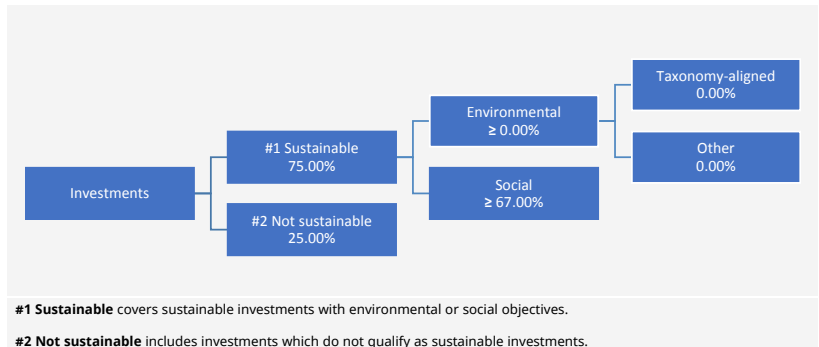 Investments
#1 Sustainable
75.00%
#2 Not sustainable
25.00%
Environmental
≥ 0.00%
Social
≥ 67.00%
Taxonomy-aligned
0.00%
Other
0.00%
#1 Sustainable covers sustainable investments with environmental or social objectives.
#2 Not sustainable includes investments which do not qualify as sustainable investments.